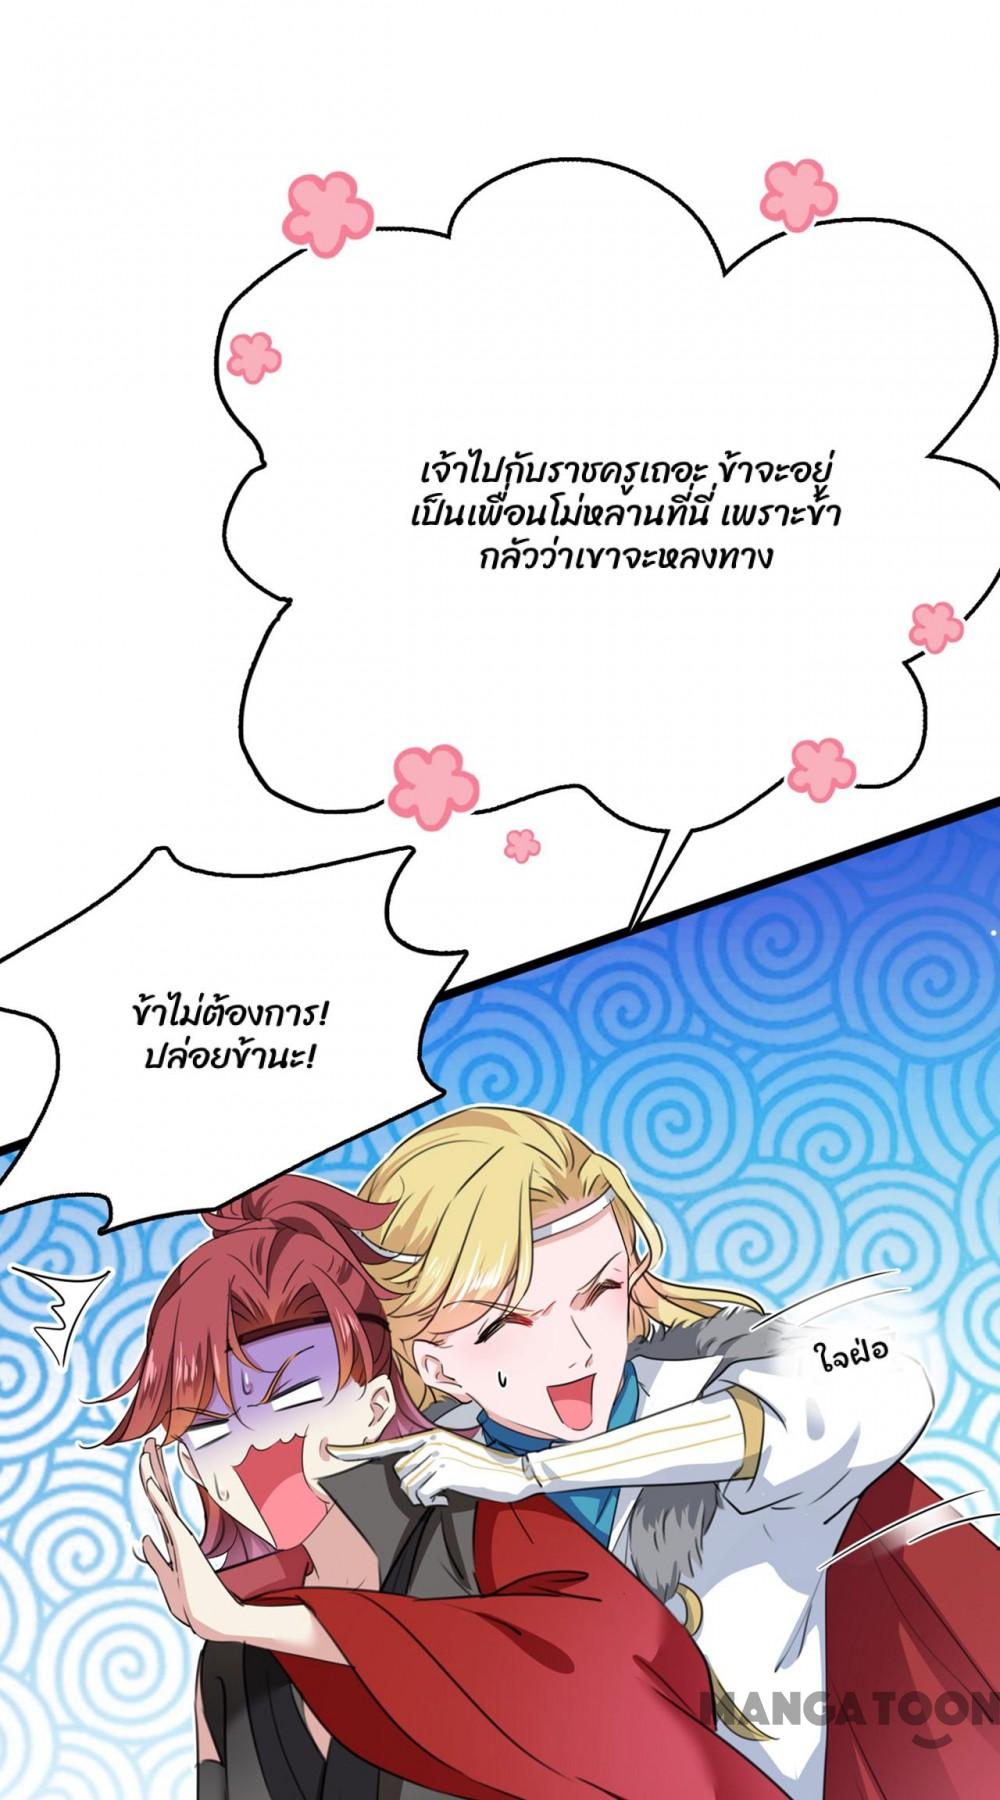 เจ้าไปกับราชครูเถอะ ข้าจะอยู่
เป็นเพื่อนโม่หลานที่นี่ เพราะข้า
กลัวว่าเขาจะหลงทาง
ข้าไม่ต้องการ!
ปล่อยข้านะ!
ใจฝ่อ
MANGATOON